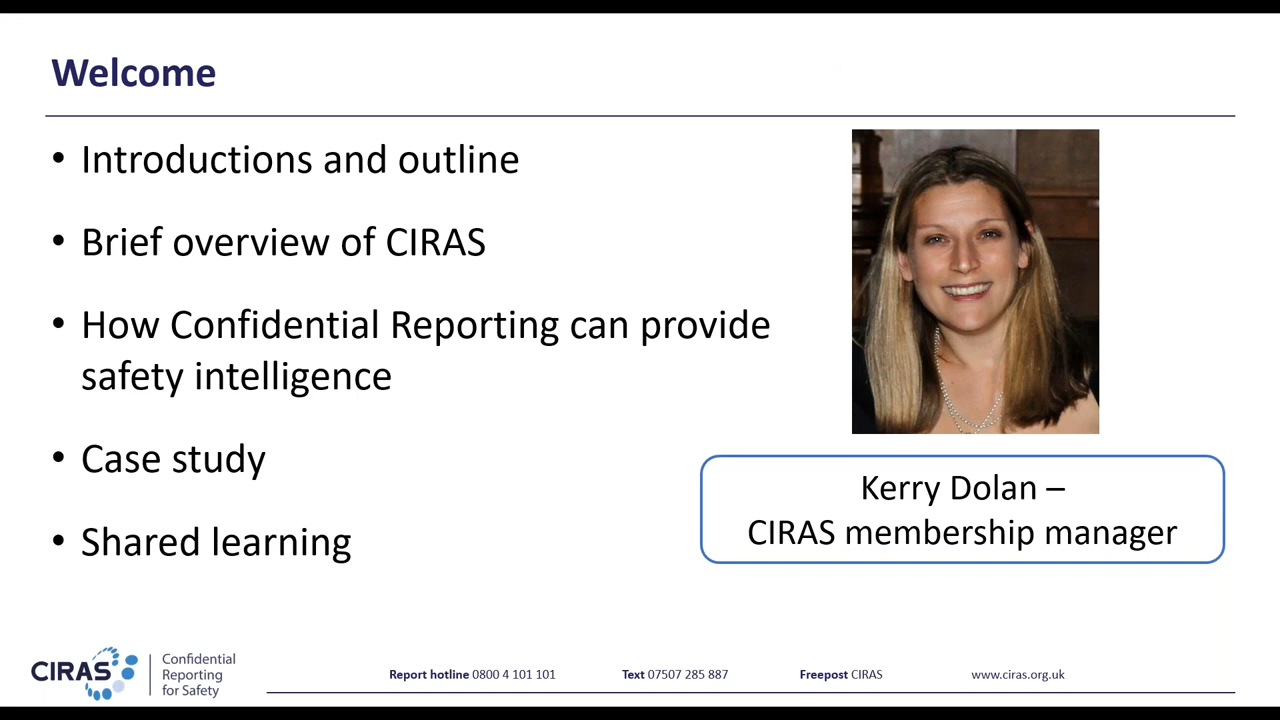 Welcome
• Introductions and outline
• Brief overview of CIRAS
• How Confidential Reporting can provide
safety intelligence
• Case study
• Shared learning
Kerry Dolan –
CIRAS membership manager
CIRAS
Confidential
Reporting
for Safety
Report hotline 0800 4 101 101
Text 07507 285 887
Freepost CIRAS
www.ciras.org.uk